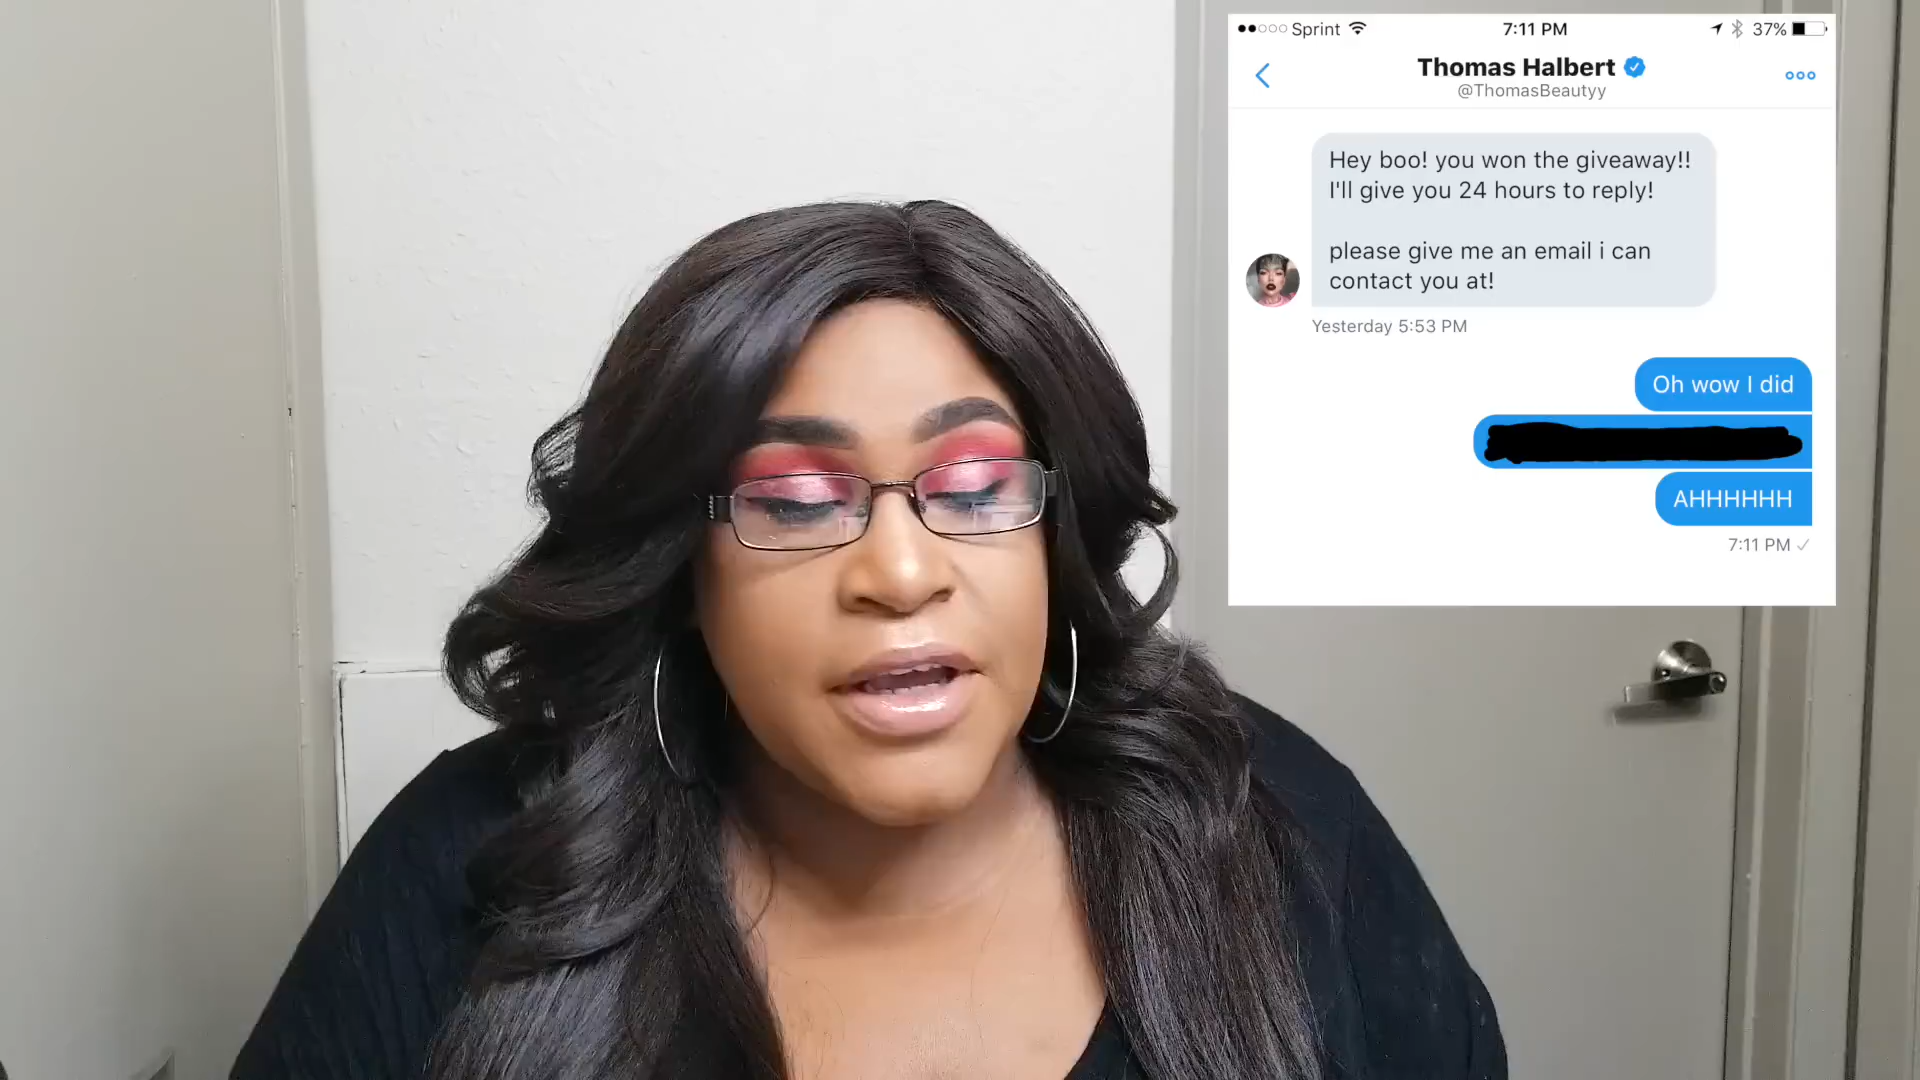 Sprint 7:11 PM 37%
Thomas Halbert
@ThomasBeautyy
Hey boo! you won the giveaway!!
I'll give you 24 hours to reply!
please give me an email i can
contact you at!
Yesterday 5:53 PM
Oh wow I did
AHHHHHH
7:11 PM